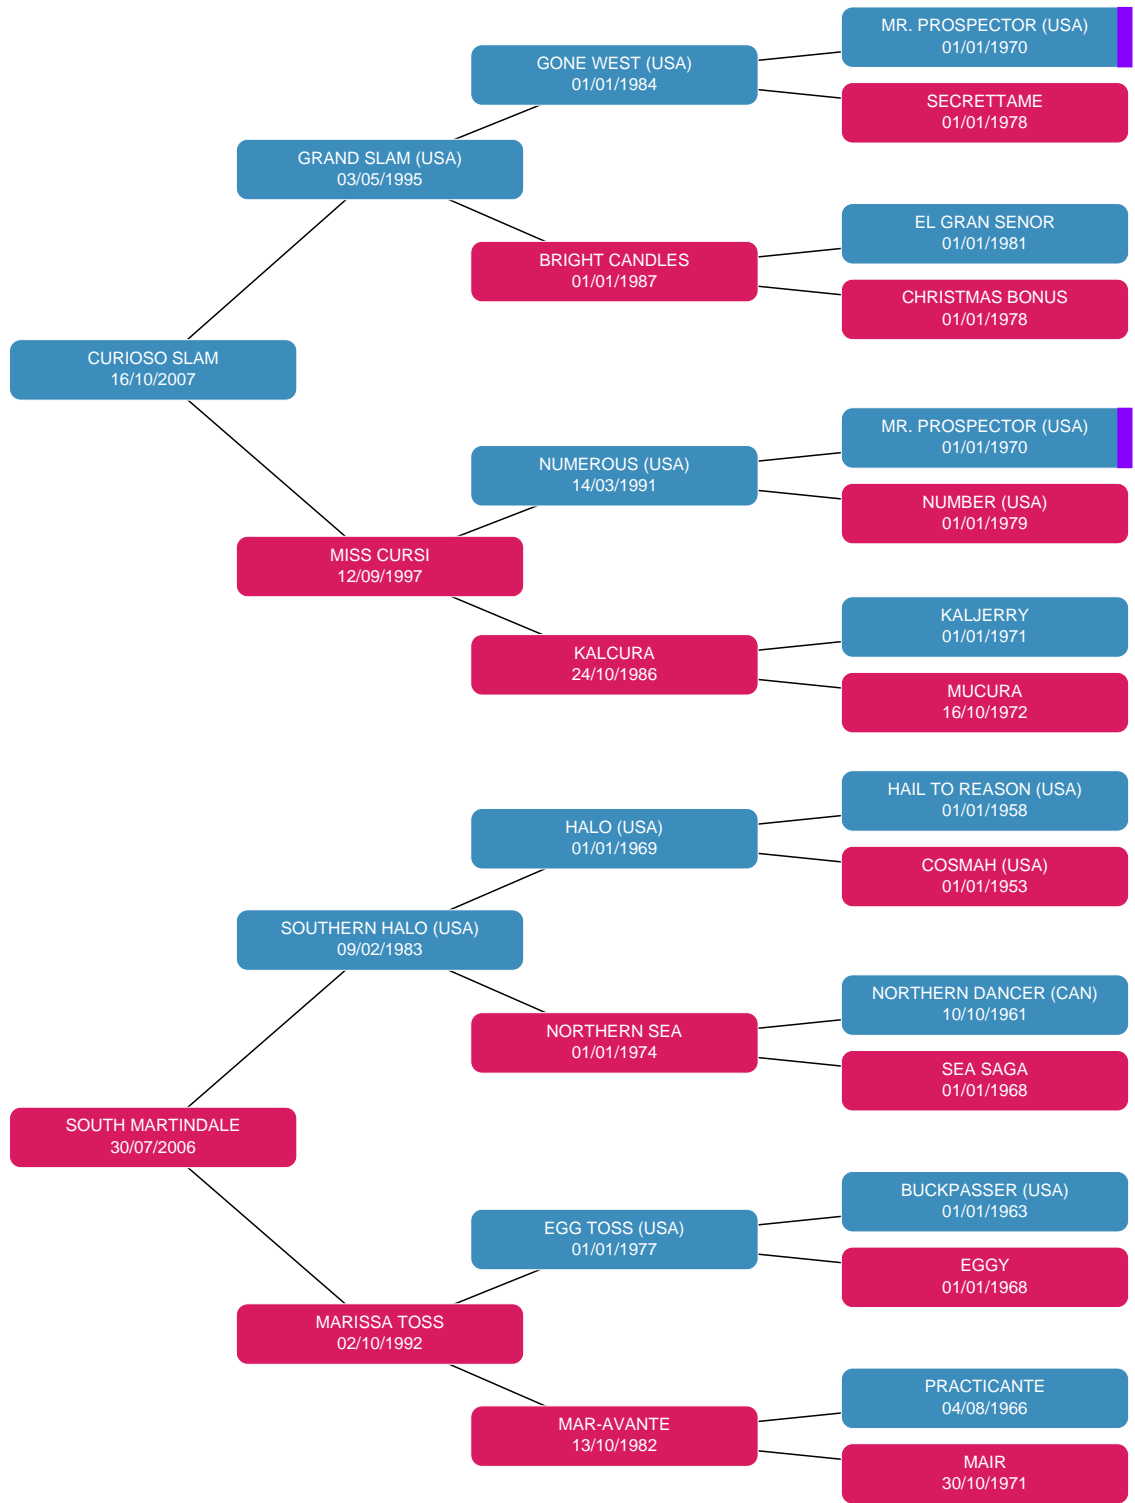 MR. PROSPECTOR (USA)
01/01/1970
GONE WEST (USA)
01/01/1984
SECRETTAME
01/01/1978
GRAND SLAM (USA)
03/05/1995
EL GRAN SENOR
01/01/1981
BRIGHT CANDLES
01/01/1987
CHRISTMAS BONUS
01/01/1978
CURIOSO SLAM
16/10/2007
MR. PROSPECTOR (USA)
01/01/1970
NUMEROUS (USA)
14/03/1991
NUMBER (USA)
01/01/1979
MISS CURSI
12/09/1997
KALJERRY
01/01/1971
KALCURA
24/10/1986
MUCURA
16/10/1972
HAIL TO REASON (USA)
01/01/1958
HALO (USA)
01/01/1969
COSMAH (USA)
01/01/1953
SOUTHERN HALO (USA)
09/02/1983
NORTHERN DANCER (CAN)
10/10/1961
NORTHERN SEA
01/01/1974
SEA SAGA
01/01/1968
SOUTH MARTINDALE
30/07/2006
BUCKPASSER (USA)
01/01/1963
EGG TOSS (USA)
01/01/1977
EGGY
01/01/1968
MARISSA TOSS
02/10/1992
PRACTICANTE
04/08/1966
MAR-AVANTE
13/10/1982
MAIR
30/10/1971